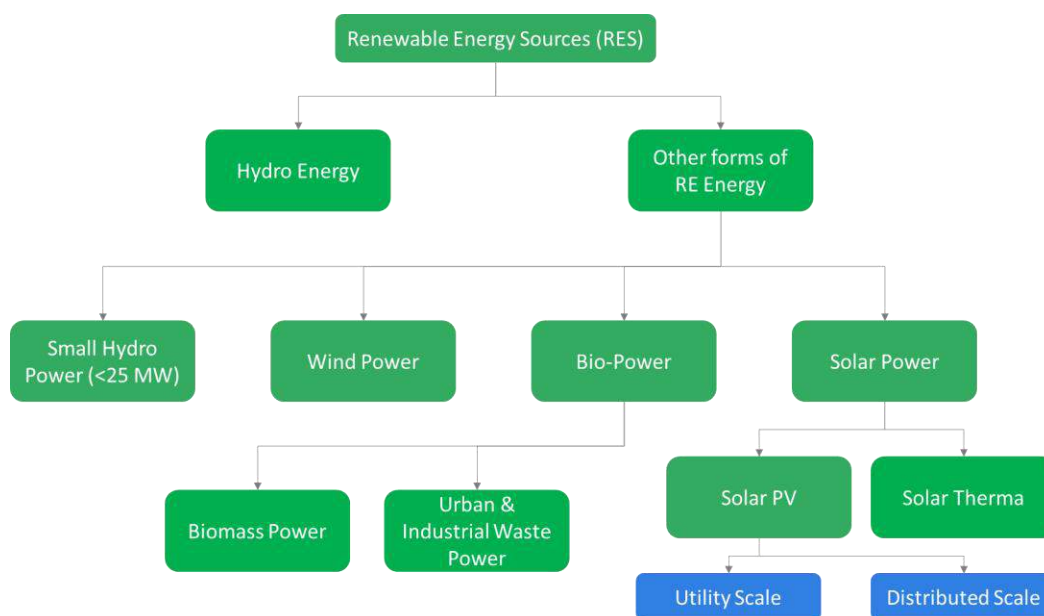 Renewable Energy Sources (RES)
Hydro Energy
Other forms of
RE Energy
Small Hydro
Power (<25 MW)
Wind Power
Bio-Power
Solar Power
Biomass Power
Urban &
Industrial Waste
Power
Solar PV
Solar Therma
Utility Scale
Distributed Scale